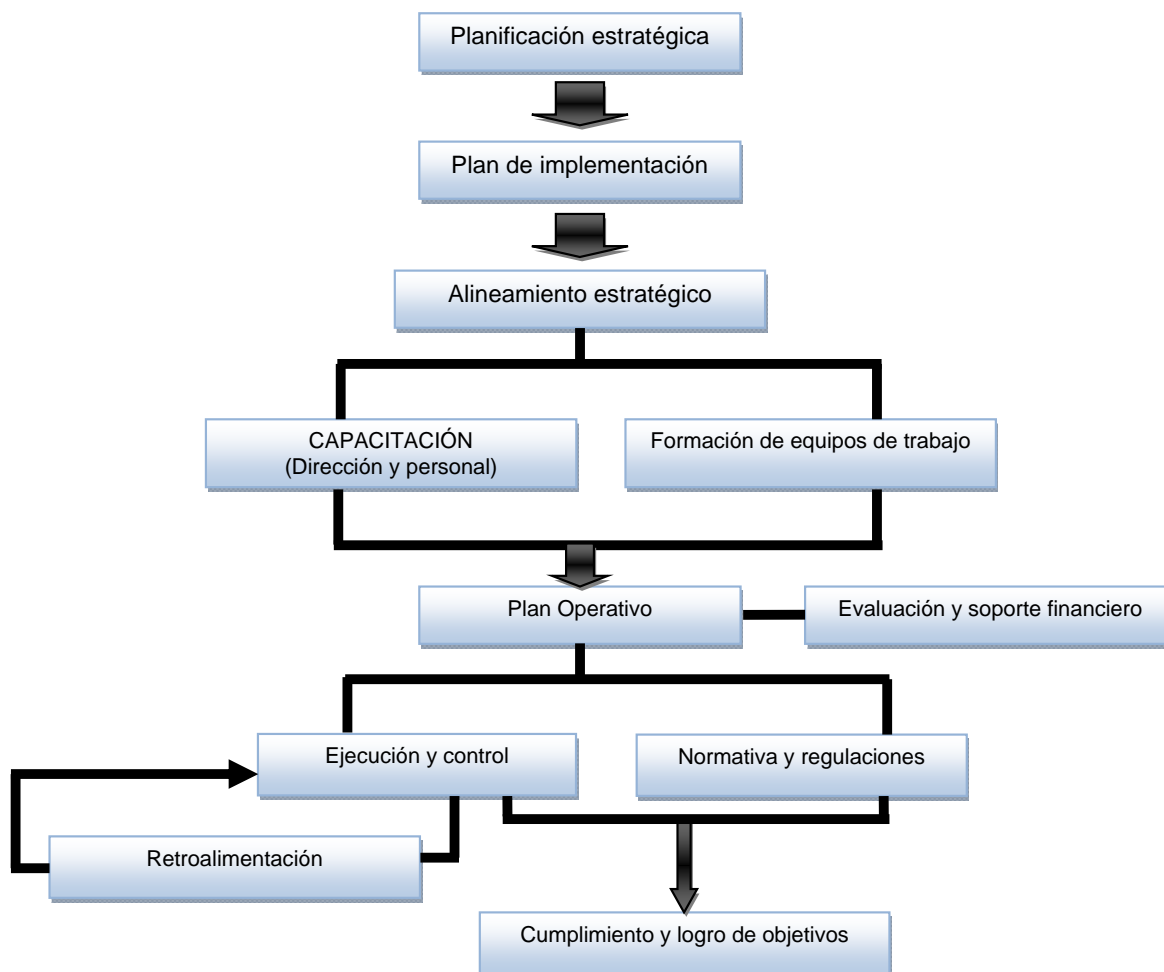 Planificación estratégica
Plan de implementación
Alineamiento estratégico
CAPACITACIÓN
(Dirección y personal)
Formación de equipos de trabajo
Plan Operativo
Evaluación y soporte financiero
Ejecución y control
Normativa y regulaciones
Retroalimentación
Cumplimiento y logro de objetivos